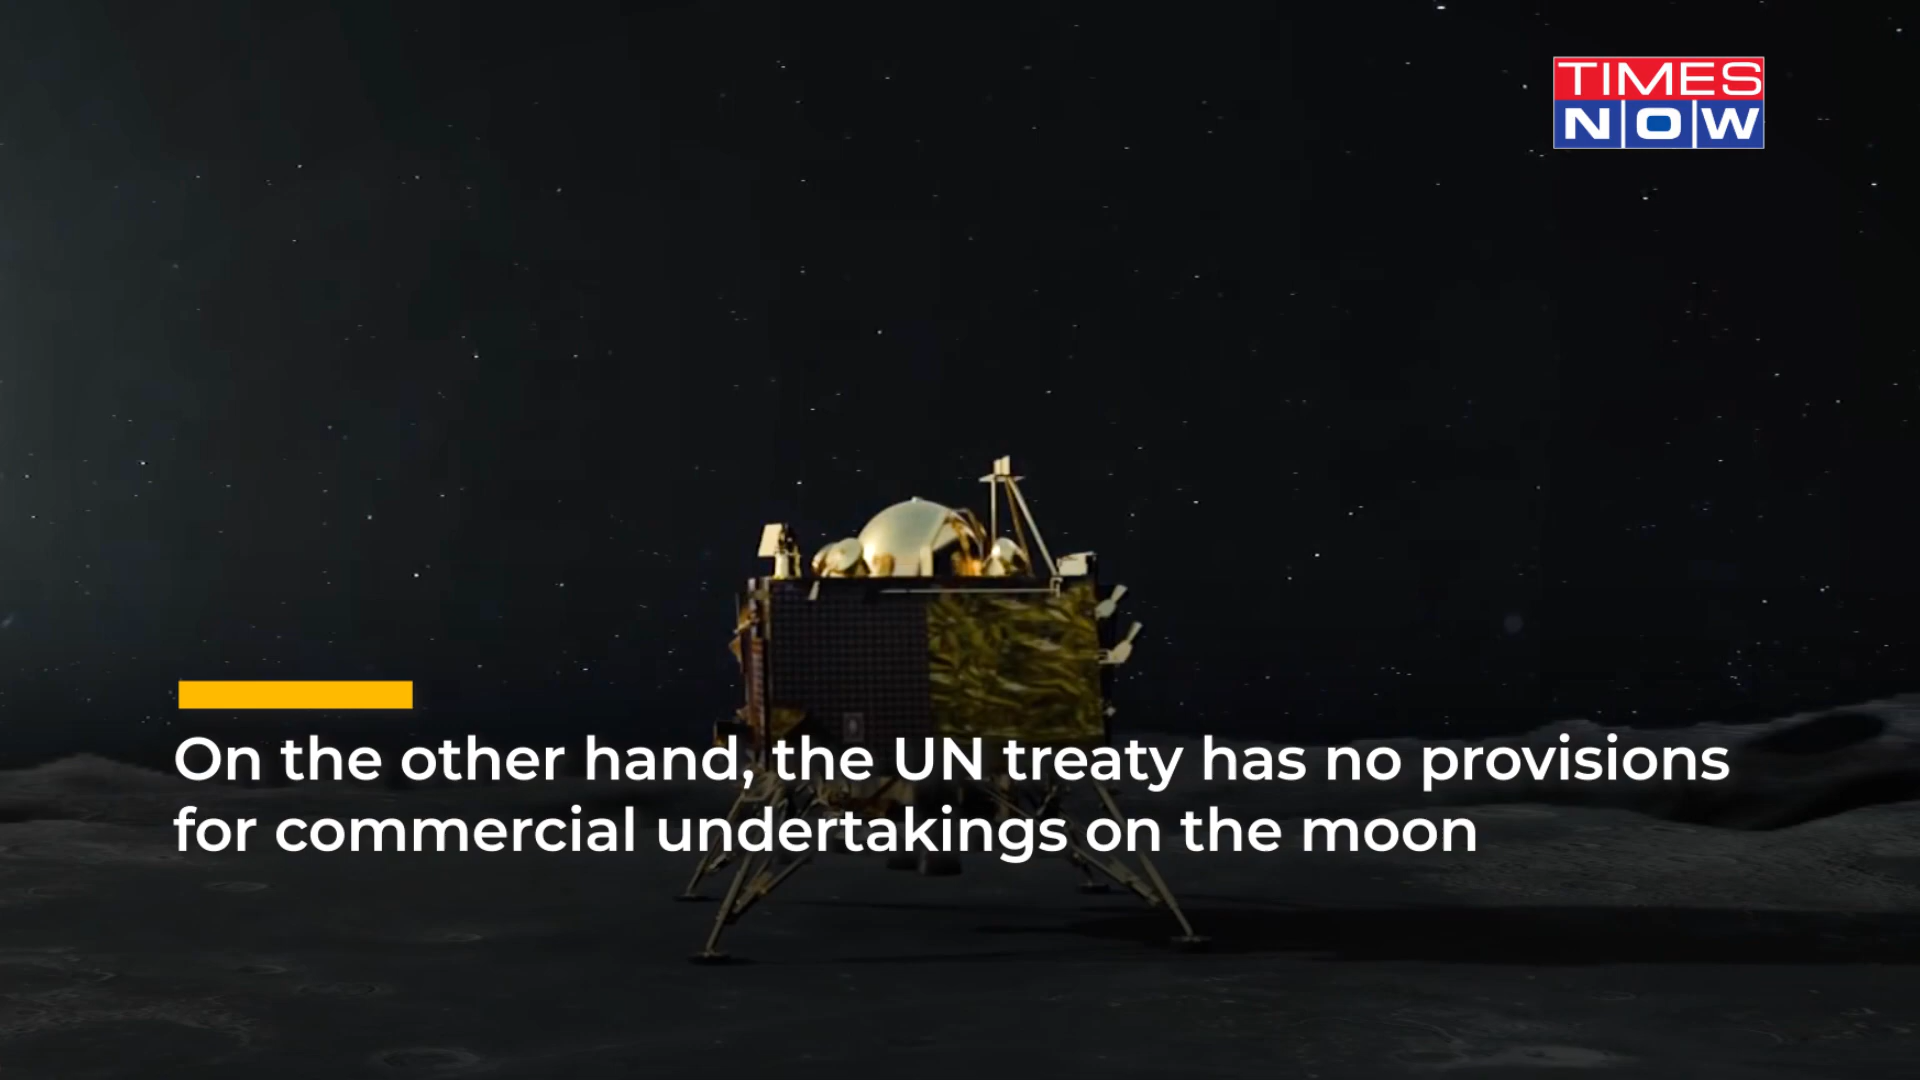 TIMES
NOW
On the other hand, the UN treaty has no provisions
for commercial undertakings on the moon